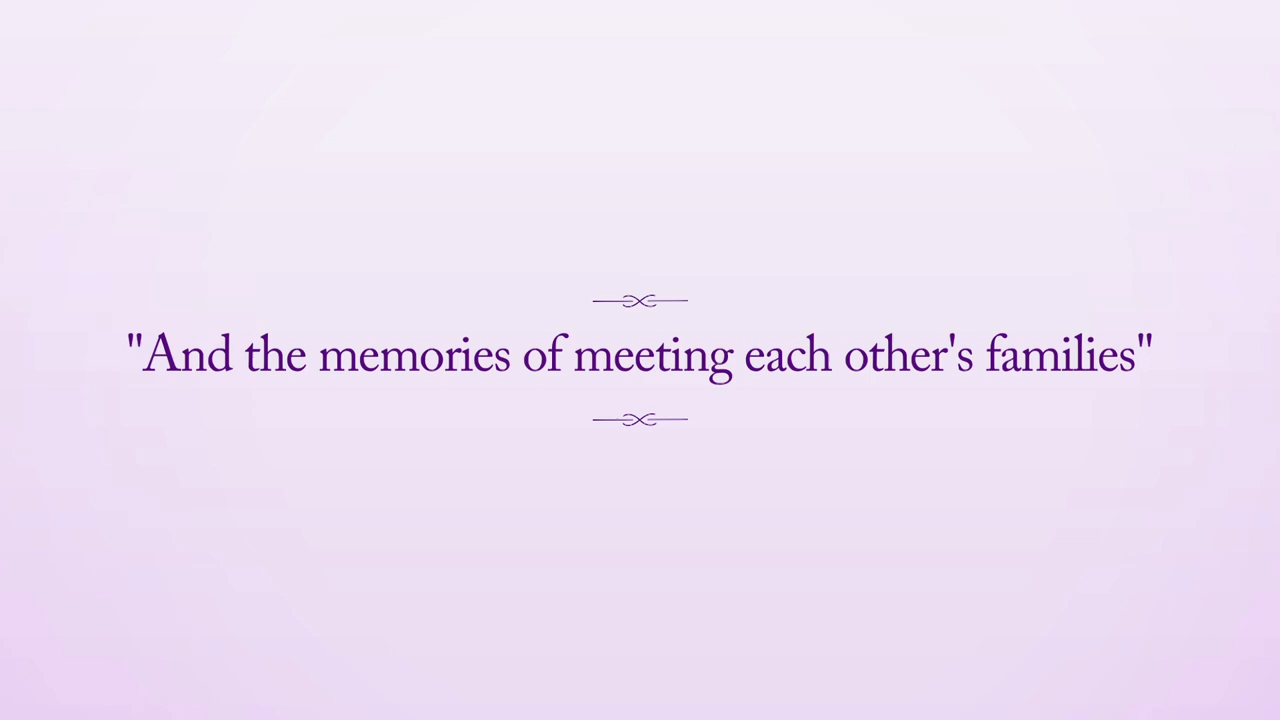 "And the memories of meeting each other's families"